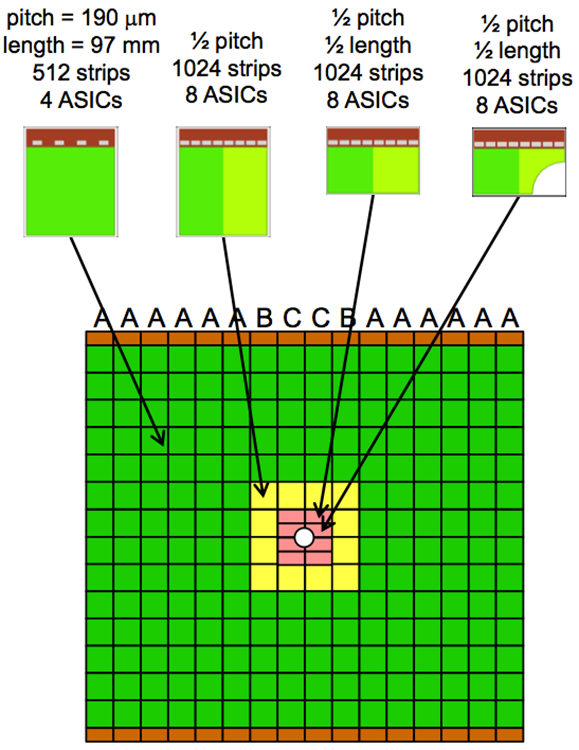 pitch = 190 μm
length = 97 mm
512 strips
4 ASICs
½ pitch
1024 strips
8 ASICs
½ pitch
½ length
1024 strips
8 ASICs
½ pitch
½ length
1024 strips
8 ASICs
A A A A A A B C C B A A A A A A